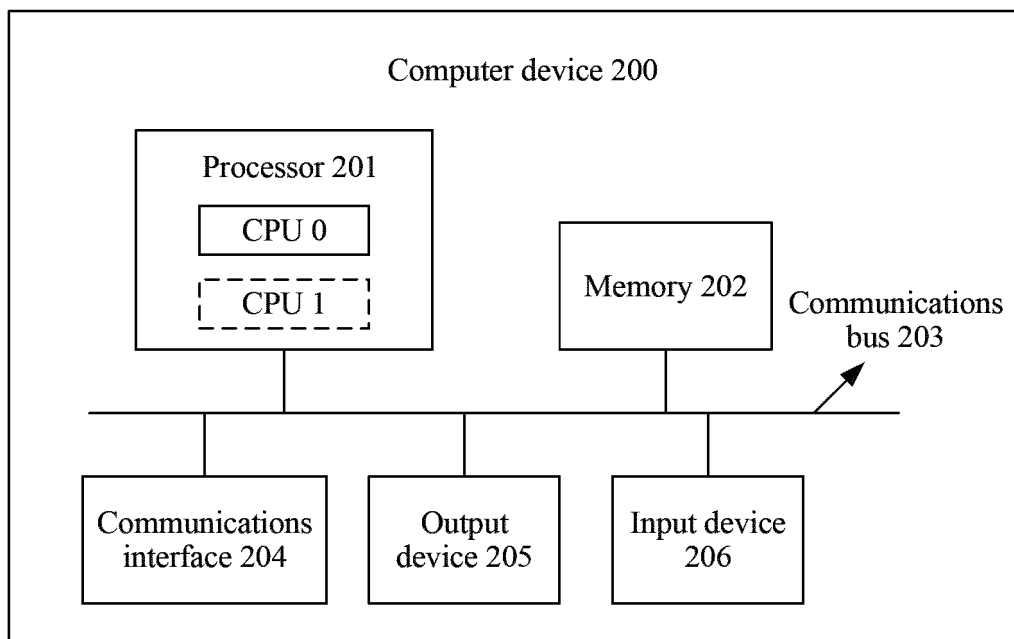 Computer device 200
Processor 201
CPU 0
CPU 1
Memory 202
Communications
bus 203
Communications
interface 204
Output
device 205
Input device
206